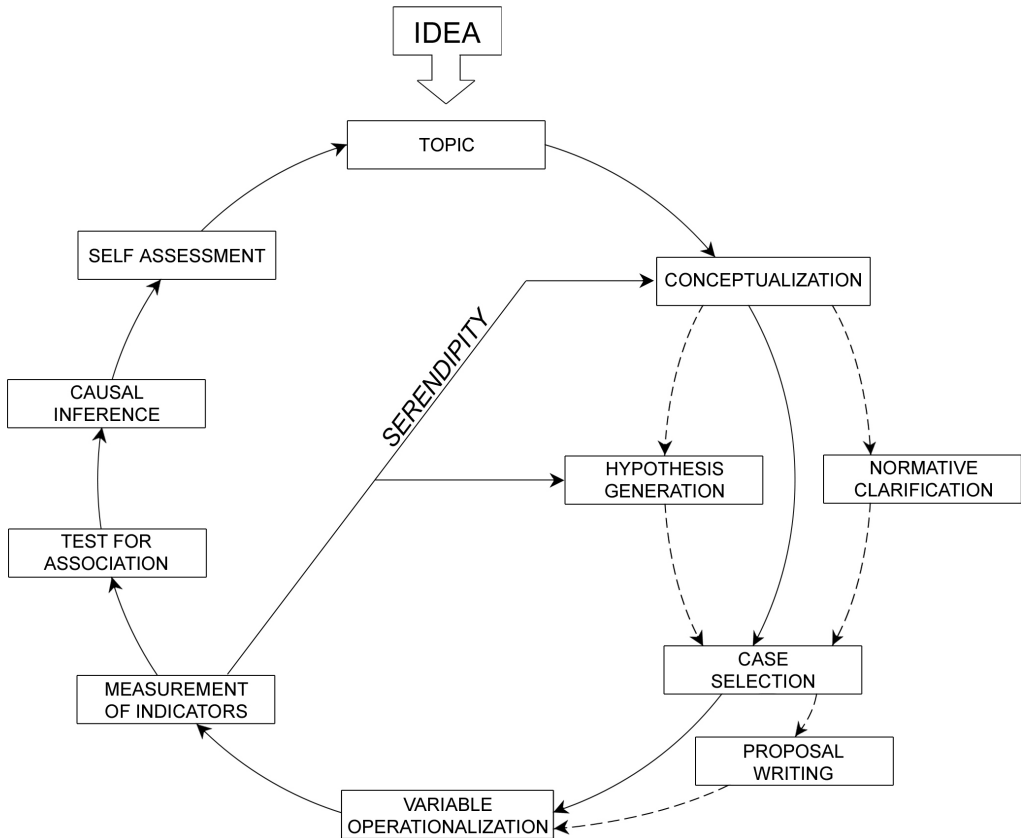 IDEA
TOPIC
SELF ASSESSMENT
CONCEPTUALIZATION
SERENDIPITY
CAUSAL
INFERENCE
HYPOTHESIS
GENERATION
NORMATIVE
CLARIFICATION
TEST FOR
ASSOCIATION
CASE
SELECTION
MEASUREMENT
OF INDICATORS
PROPOSAL
WRITING
VARIABLE
OPERATIONALIZATION